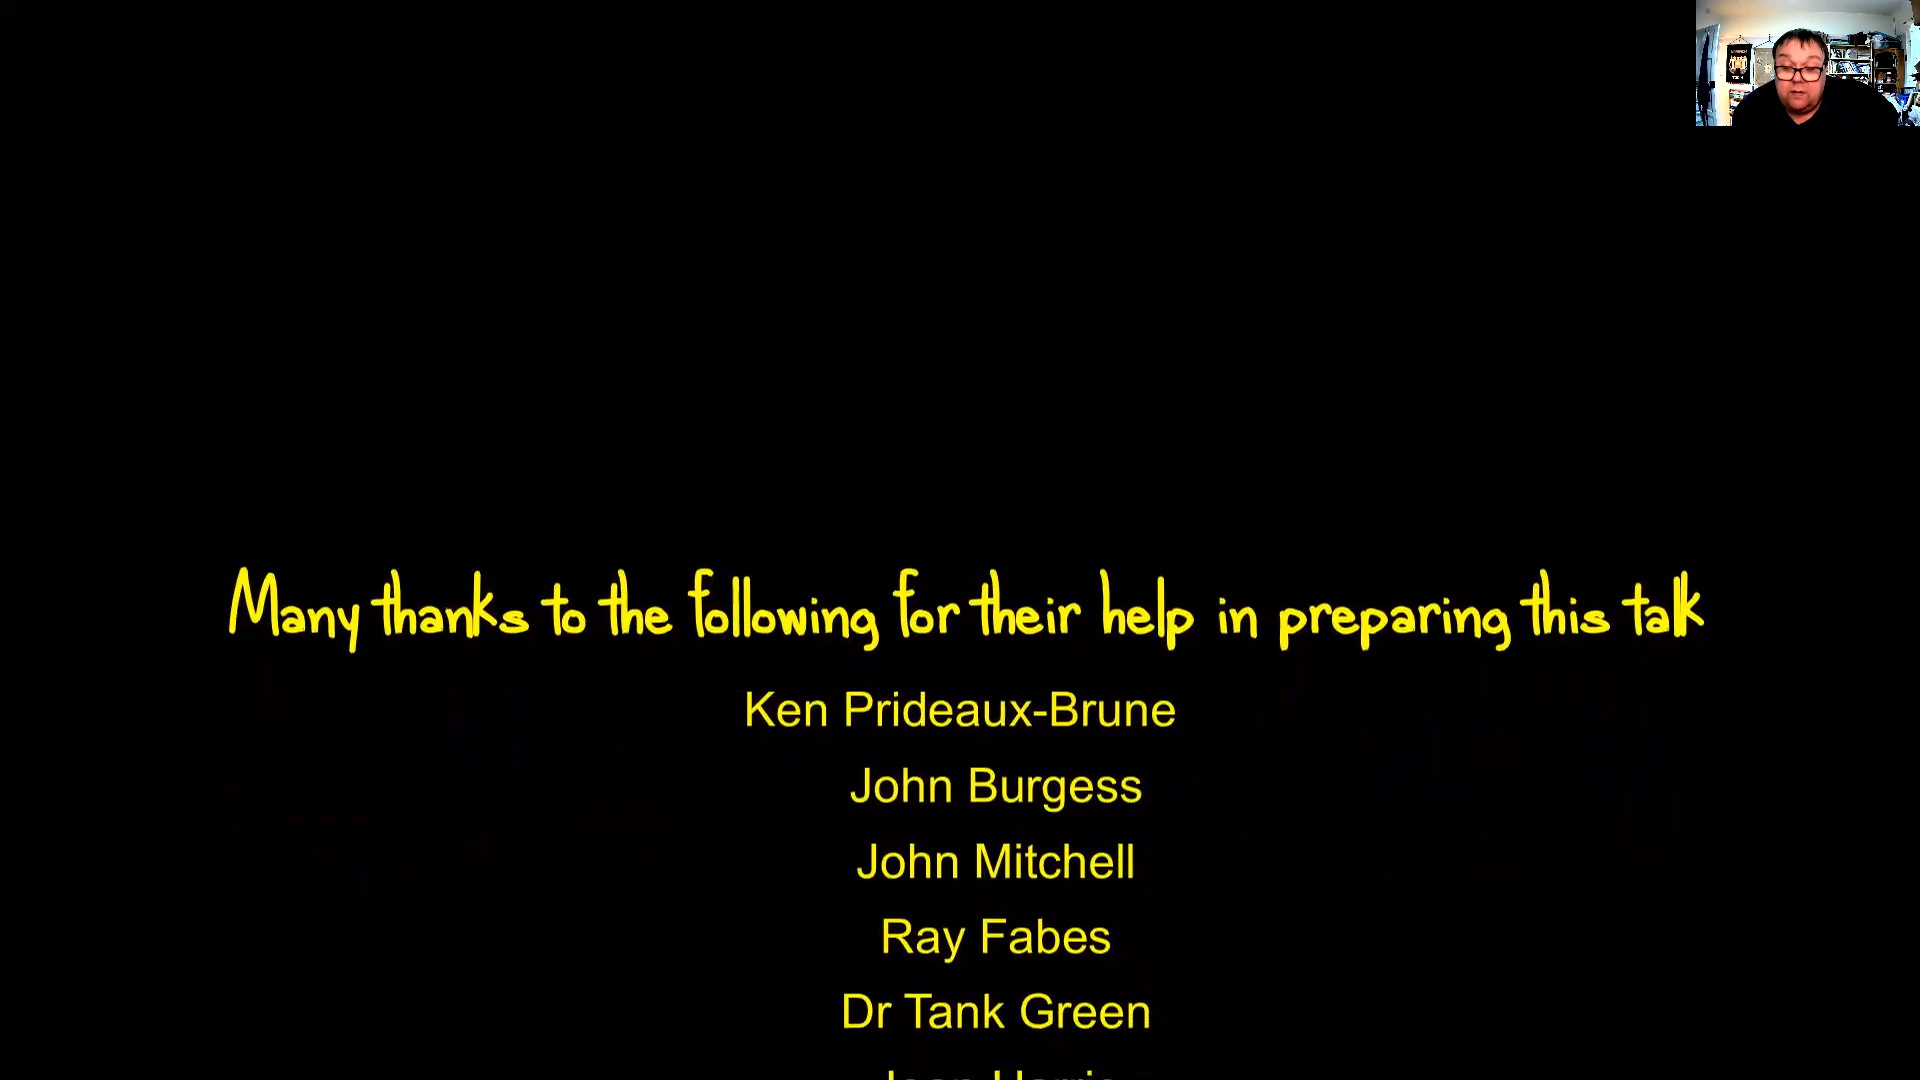 Many thanks to the following for their help in preparing this talk
Ken Prideaux-Brune
John Burgess
John Mitchell
Ray Fabes
Dr Tank Green